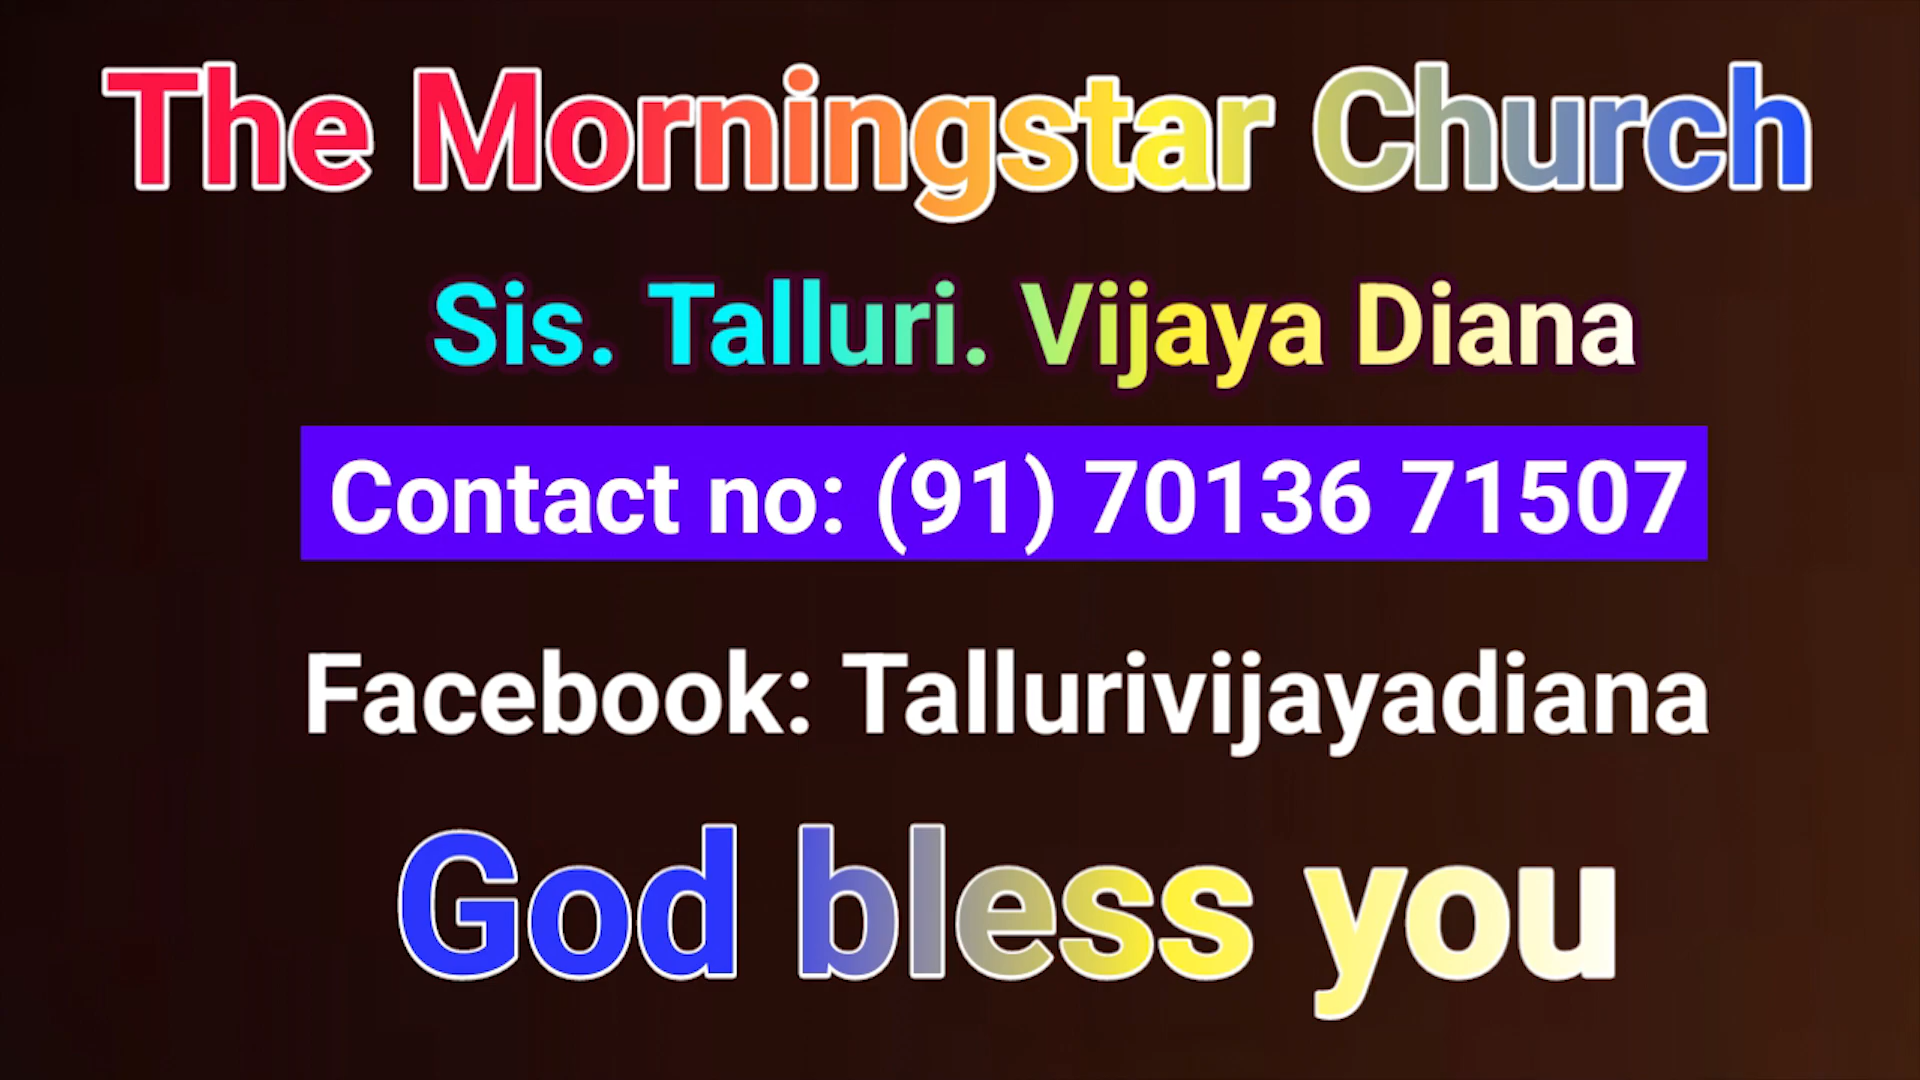 The Morningstar Church
Sis. Talluri. Vijaya Diana
Contact no: (91) 70136 71507
Facebook: Tallurivijayadiana
God bless you